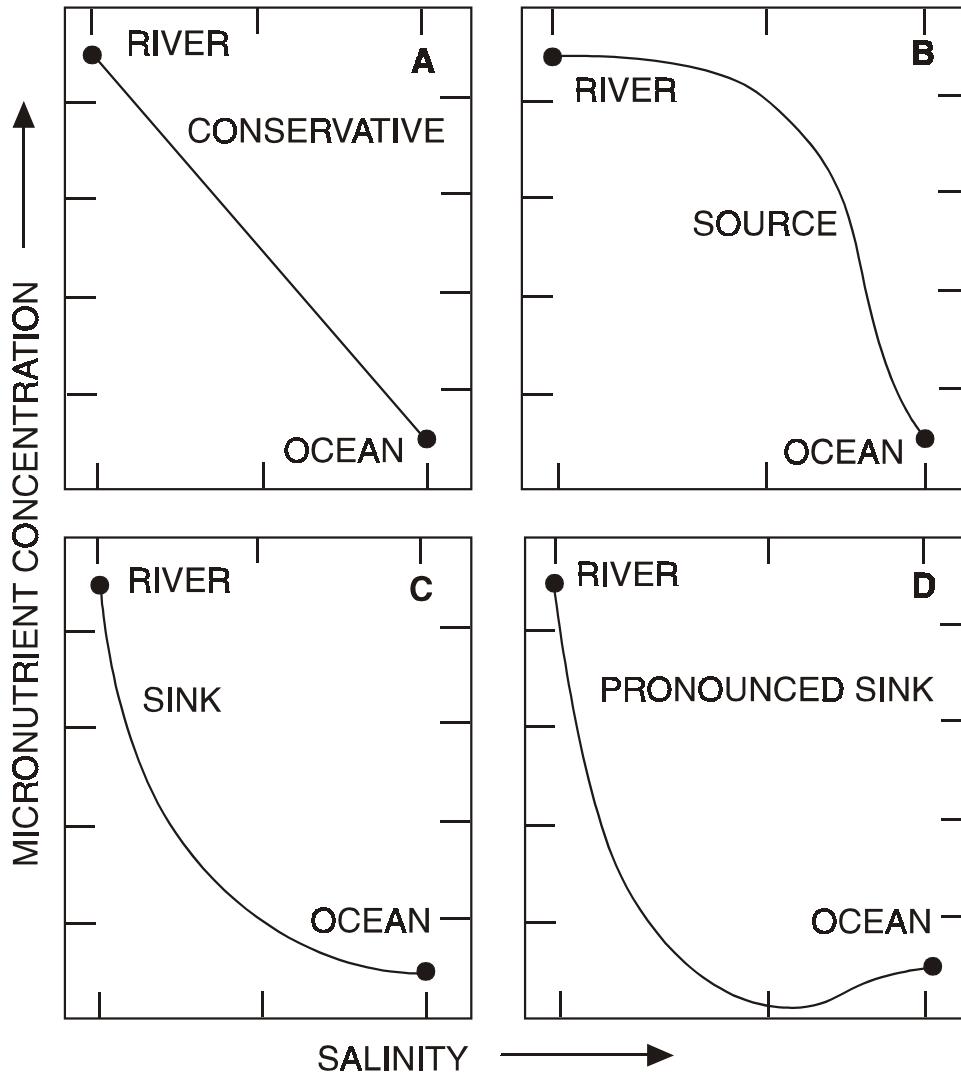 RIVER
A
CONSERVATIVE
OCEAN
B
RIVER
SOURCE
OCEAN
RIVER
C
SINK
OCEAN
RIVER
D
PRONOUNCED SINK
OCEAN
MICRONUTRIENT CONCENTRATION
SALINITY